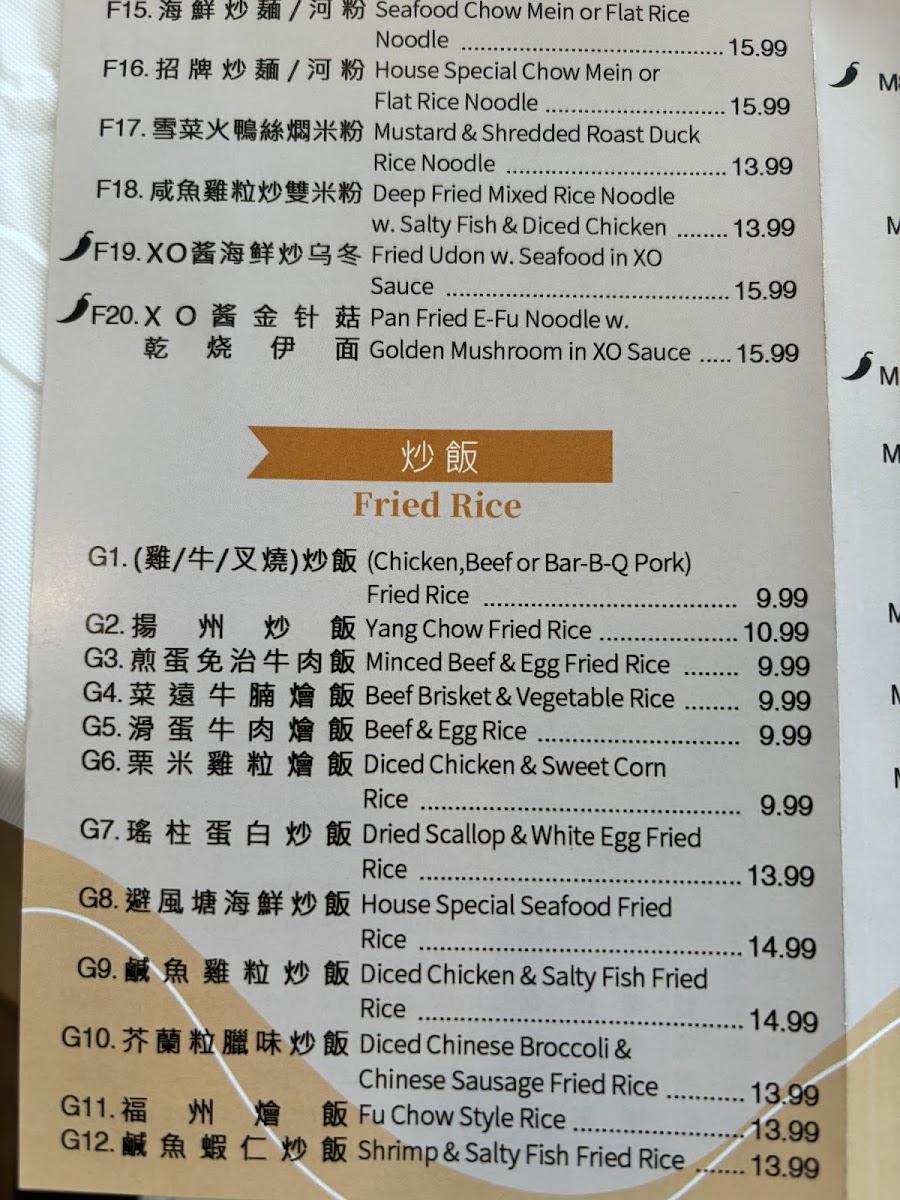 F15. 海鮮炒麵/河粉 Seafood Chow Mein or Flat Rice
Noodle ........................................ 15.99
F16. 招牌炒麵/河粉 House Special Chow Mein or
Flat Rice Noodle ........................... 15.99
F17. 雪菜火鴨絲燜米粉 Mustard & Shredded Roast Duck
Rice Noodle ................................. 13.99
F18. 咸魚雞粒炒雙米粉 Deep Fried Mixed Rice Noodle
w. Salty Fish & Diced Chicken ....... 13.99
F19. XO酱海鮮炒乌冬 Fried Udon w. Seafood in XO
Sauce ........................................... 15.99
F20. XO酱金针菇 Pan Fried E-Fu Noodle w.
乾烧伊面 Golden Mushroom in XO Sauce ..... 15.99
炒飯
Fried Rice
G1. (雞/牛/叉燒)炒飯 (Chicken,Beef or Bar-B-Q Pork)
Fried Rice ..................................... 9.99
G2. 揚州炒飯 Yang Chow Fried Rice ..................... 10.99
G3. 煎蛋免治牛肉飯 Minced Beef & Egg Fried Rice ........ 9.99
G4. 菜遠牛腩燴飯 Beef Brisket & Vegetable Rice ........ 9.99
G5. 滑蛋牛肉燴飯 Beef & Egg Rice .............................. 9.99
G6. 栗米雞粒燴飯 Diced Chicken & Sweet Corn
Rice ............................................... 9.99
G7. 瑤柱蛋白炒飯 Dried Scallop & White Egg Fried
Rice ............................................... 13.99
G8. 避風塘海鮮炒飯 House Special Seafood Fried
Rice ............................................... 14.99
G9. 鹹魚雞粒炒飯 Diced Chicken & Salty Fish Fried
Rice ............................................... 14.99
G10. 芥蘭粒臘味炒飯 Diced Chinese Broccoli &
Chinese Sausage Fried Rice ........... 13.99
G11. 福州燴飯 Fu Chow Style Rice ......................... 13.99
G12. 鹹魚蝦仁炒飯 Shrimp & Salty Fish Fried Rice ....... 13.99